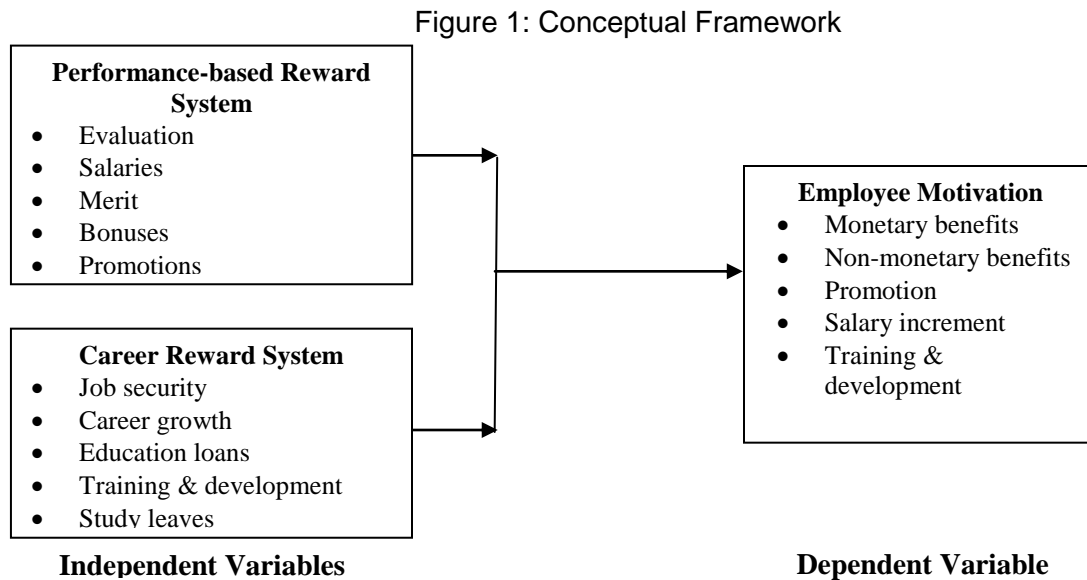 Figure 1: Conceptual Framework
Performance-based Reward
System
• Evaluation
• Salaries
• Merit
• Bonuses
• Promotions
Career Reward System
• Job security
• Career growth
• Education loans
• Training & development
• Study leaves
Independent Variables
Employee Motivation
• Monetary benefits
• Non-monetary benefits
• Promotion
• Salary increment
• Training &
development
Dependent Variable